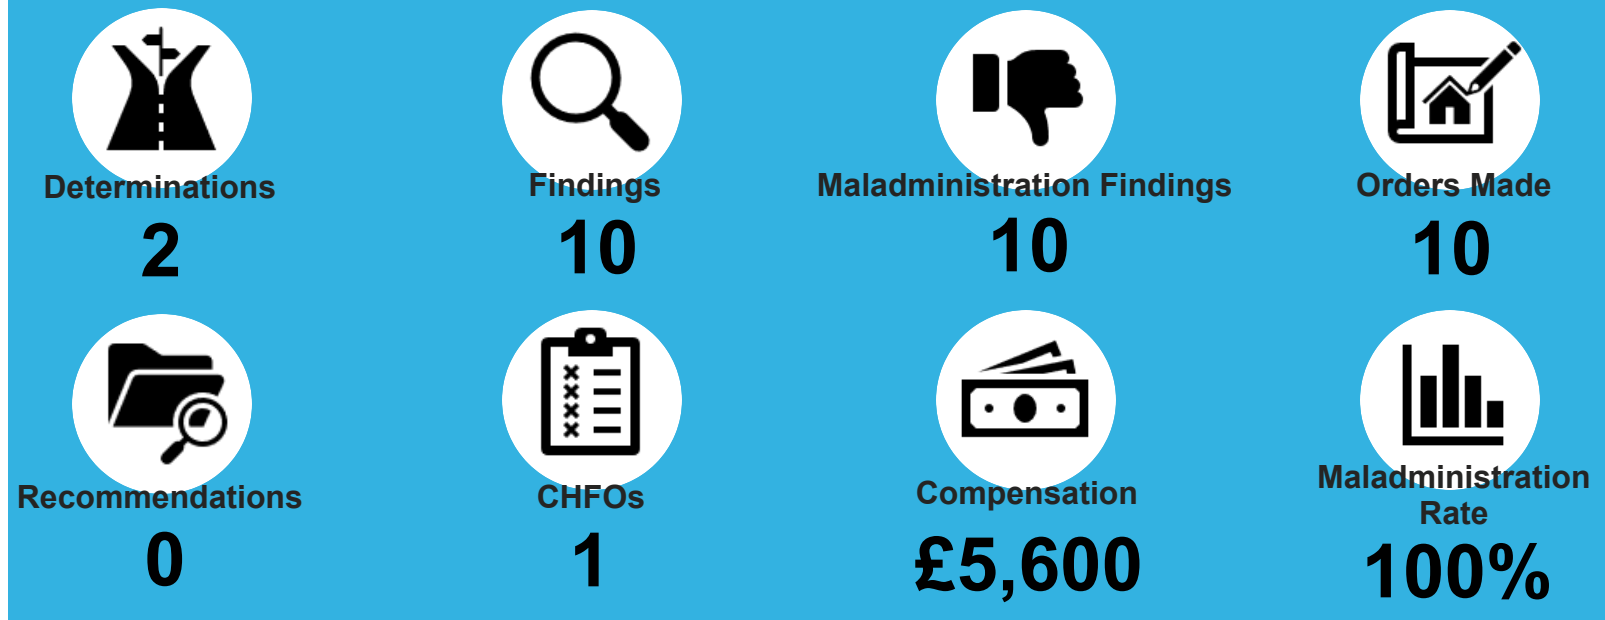 Determinations
2
Findings
10
Maladministration Findings
10
Orders Made
10
Recommendations
0
CHFOs
1
Compensation
£5,600
Maladministration
Rate
100%